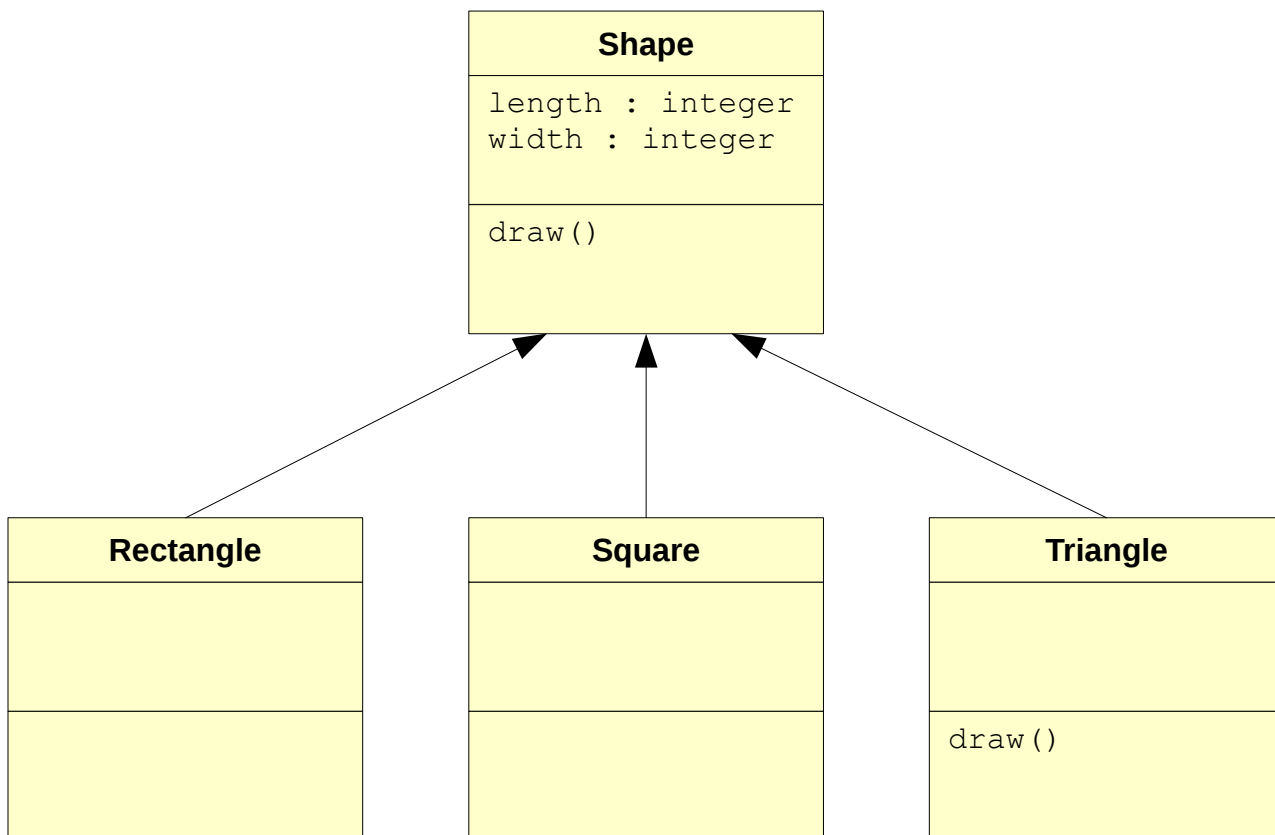 Shape
length : integer
width : integer
draw()
Rectangle
Square
Triangle
draw()